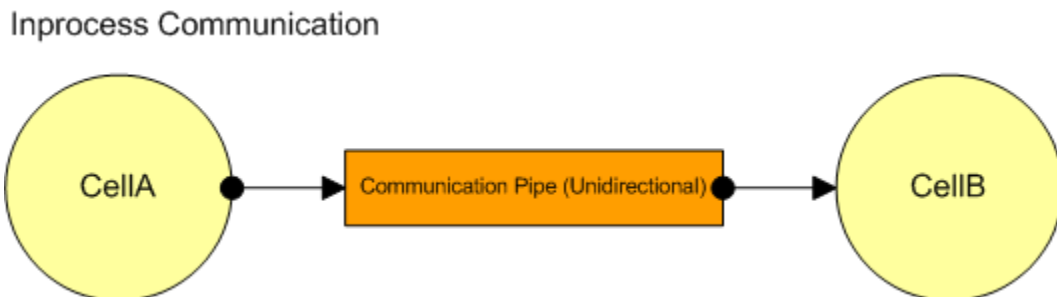 Inprocess Communication
CellA
Communication Pipe (Unidirectional)
CellB